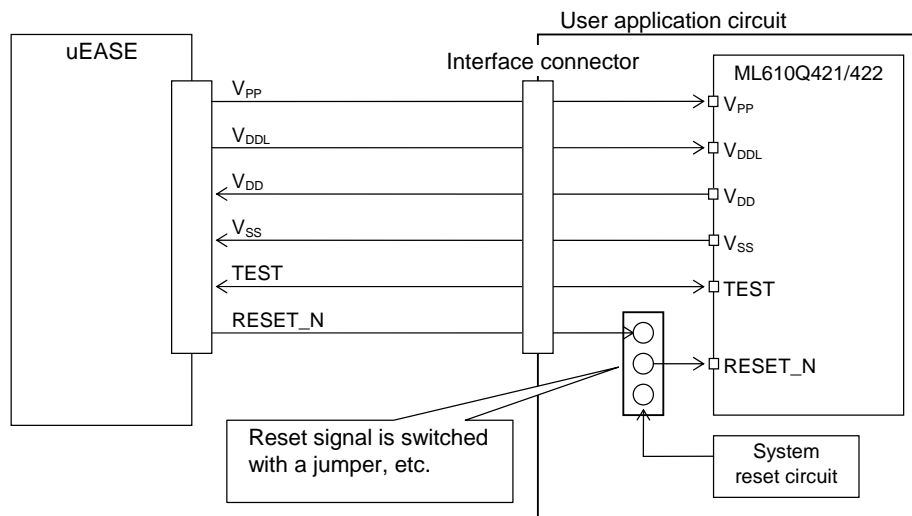 User application circuit
uEASE
Interface connector
ML610Q421/422
VPP
VPP
VDDL
VDDL
VDD
VDD
VSS
VSS
TEST
TEST
RESET_N
RESET_N
Reset signal is switched
with a jumper, etc.
System
reset circuit